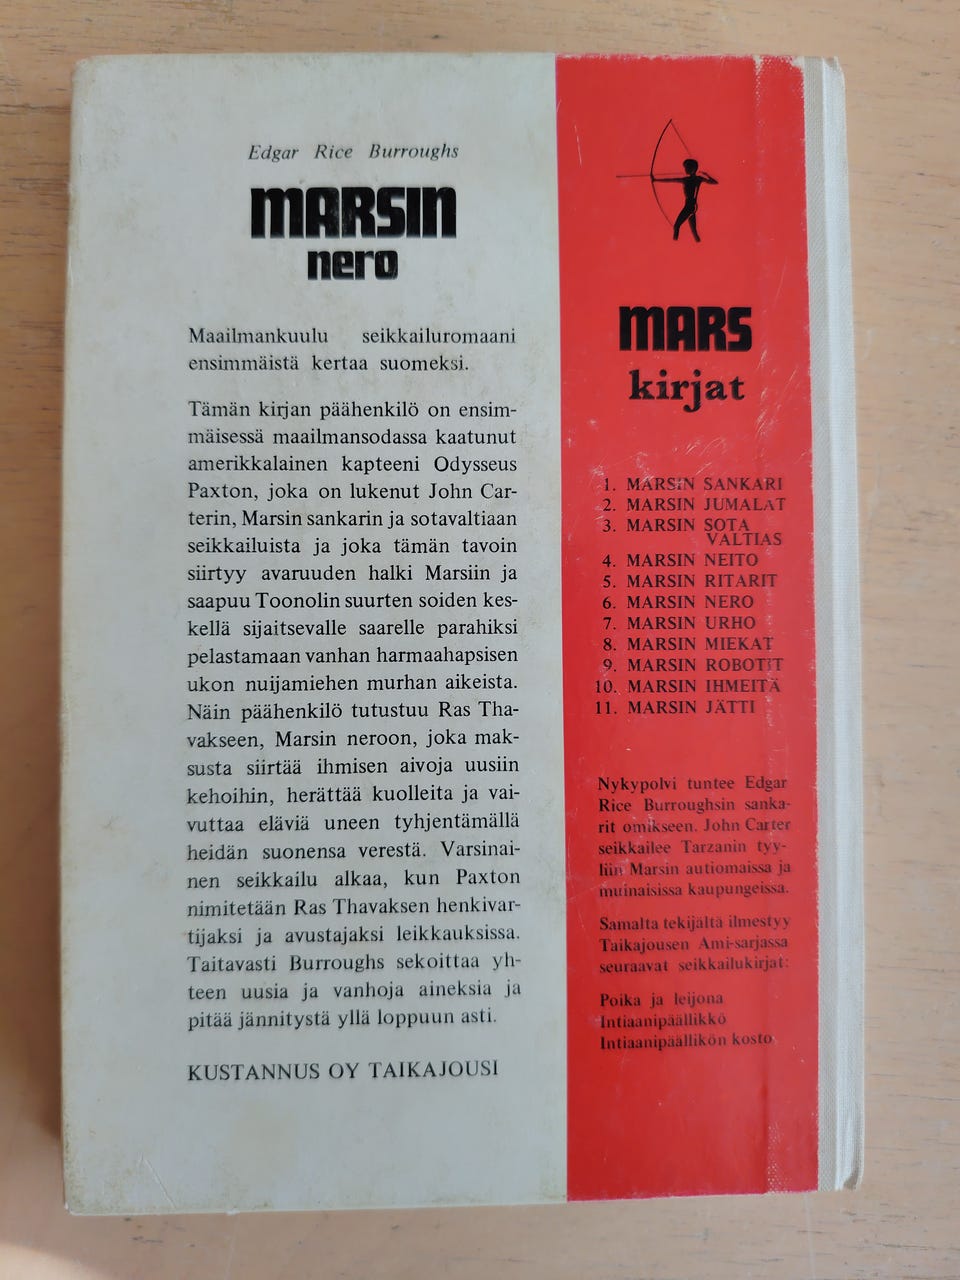 Edgar Rice Burroughs
MARSIN
nero
Maailmankuulu seikkailuromaani
ensimmäistä kertaa suomeksi.
Tämän kirjan päähenkilö on ensim-
mäisessä maailmansodassa kaatunut
amerikkalainen kapteeni Odysseus
Paxton, joka on lukenut John Car-
terin, Marsin sankarin ja sotavaltiaan
seikkailuista ja joka tämän tavoin
siirtyy avaruuden halki Marsiin ja
saapuu Toonolin suurten soiden kes-
kellä sijaitsevalle saarelle parahiksi
pelastamaan vanhan harmaahapsisen
ukon nuijamiehen murhan aikeista.
Näin päähenkilö tutustuu Ras Tha-
vakseen, Marsin neroon, joka mak-
susta siirtää ihmisen aivoja uusiin
kehoihin, herättää kuolleita ja vai-
vuttaa eläviä uneen tyhjentämällä
heidän suonensa verestä. Varsinai-
nen seikkailu alkaa, kun Paxton
nimitetään Ras Thavaksen henkivar-
tijaksi ja avustajaksi leikkauksissa.
Taitavasti Burroughs sekoittaa yh-
teen uusia ja vanhoja aineksia ja
pitää jännitystä yllä loppuun asti.
KUSTANNUS OY TAIKAJOUSI
MARS
kirjat
1. MARSIN SANKARI
2. MARSIN JUMALAT
3. MARSIN SOTA
VALTIAS
4. MARSIN NEITO
5. MARSIN RITARIT
6. MARSIN NERO
7. MARSIN URHO
8. MARSIN MIEKAT
9. MARSIN ROBOTIT
10. MARSIN IHMEITÄ
11. MARSIN JÄTTI
Nykypolvi tuntee Edgar
Rice Burroughsin sanka-
rit omikseen. John Carter
seikkailee Tarzanin tyy-
liin Marsin autiomaissa ja
muinaisissa kaupungeissa.
Samalta tekijältä ilmestyy
Taikajousen Ami-sarjassa
seuraavat seikkailukirjat:
Poika ja leijona
Intiaanipäällikkö
Intiaanipäällikön kosto